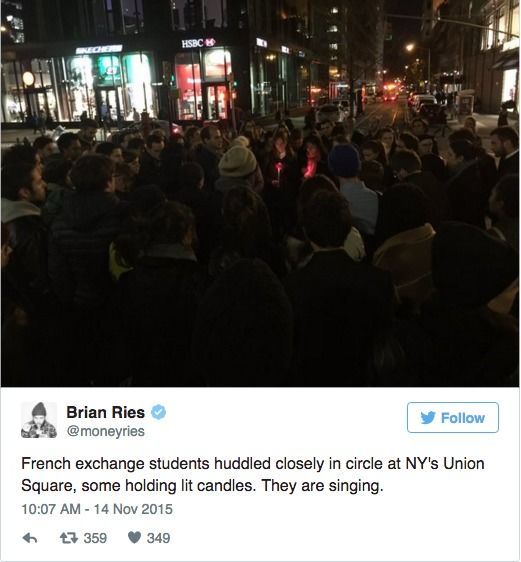 SKECHERS
HSBC
Brian Ries
@moneyries
Follow
French exchange students huddled closely in circle at NY's Union
Square, some holding lit candles. They are singing.
10:07 AM - 14 Nov 2015
359
349